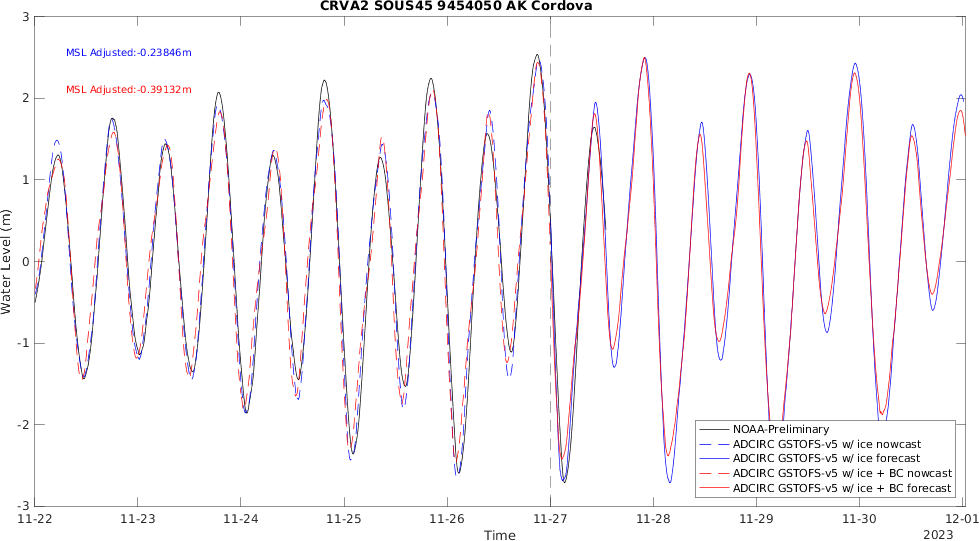 CRVA2 SOUS45 9454050 AK Cordova
3
MSL Adjusted:-0.23846m
MSL Adjusted:-0.39132m
2
1
0
-1
-2
-3
Water Level (m)
NOAA-Preliminary
ADCIRC GSTOFS-v5 w/ ice nowcast
ADCIRC GSTOFS-v5 w/ ice forecast
ADCIRC GSTOFS-v5 w/ ice + BC nowcast
ADCIRC GSTOFS-v5 w/ ice + BC forecast
11-22 11-23 11-24 11-25 11-26 11-27 11-28 11-29 11-30 12-01
Time
2023